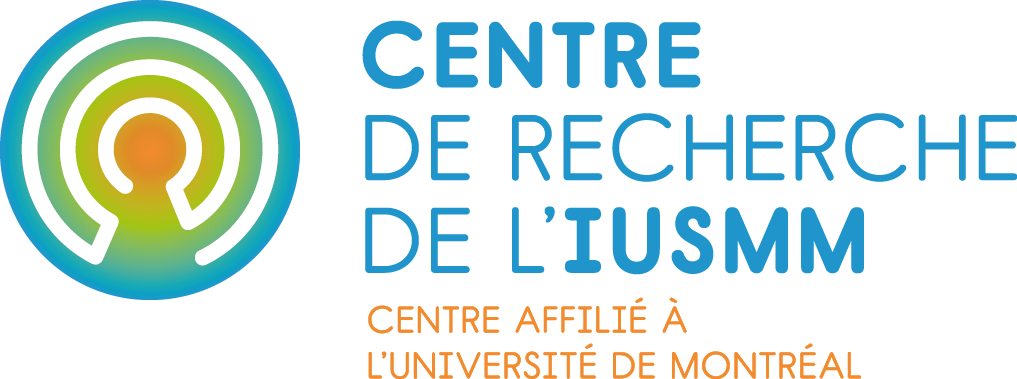 CENTRE
DE RECHERCHE
DE L'IUSMM
CENTRE AFFILIÉ À
L'UNIVERSITÉ DE MONTRÉAL